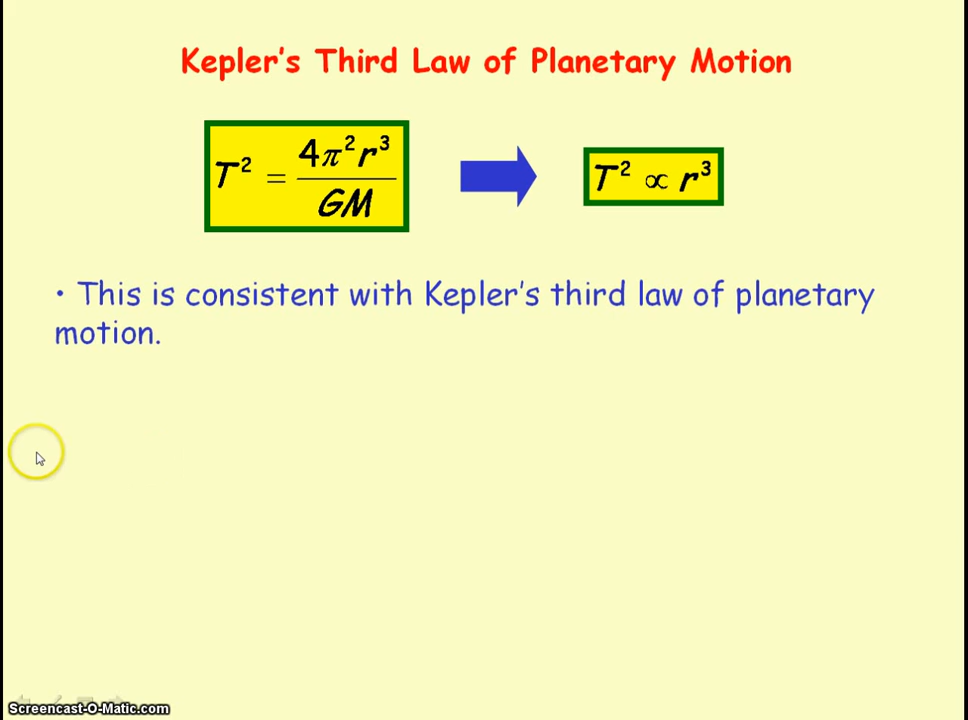 Kepler's Third Law of Planetary Motion
T² = 4π²r³ / GM
T² ∝ r³
• This is consistent with Kepler's third law of planetary
motion.
Screencast-O-Matic.com